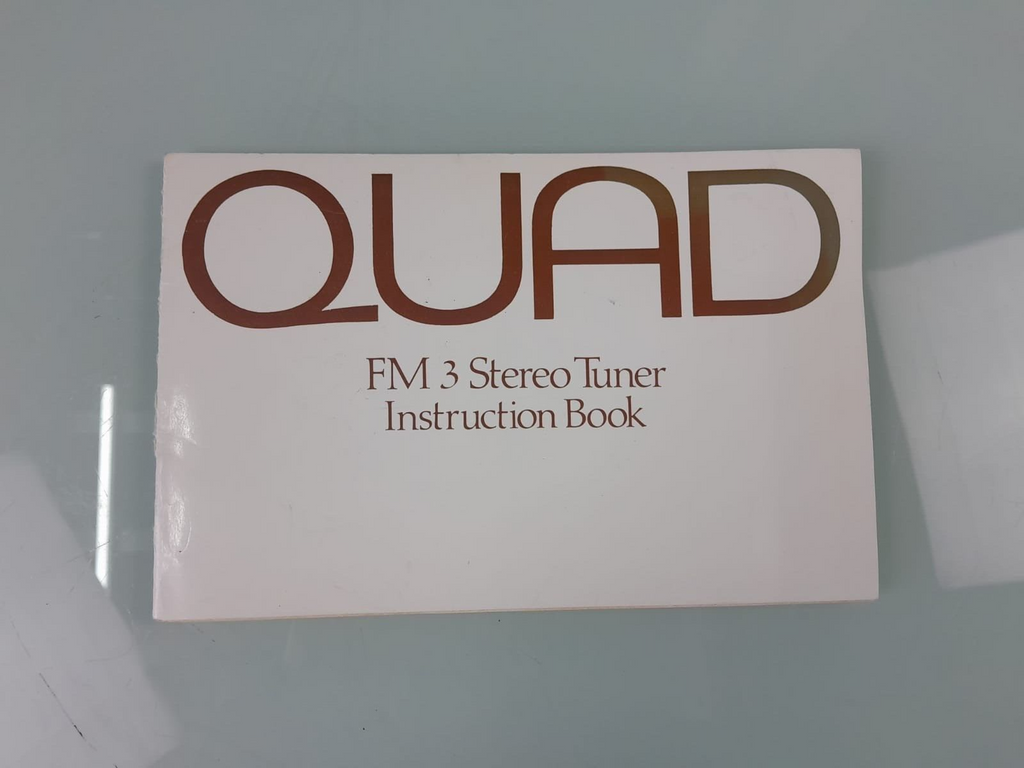 QUAD
FM 3 Stereo Tuner
Instruction Book